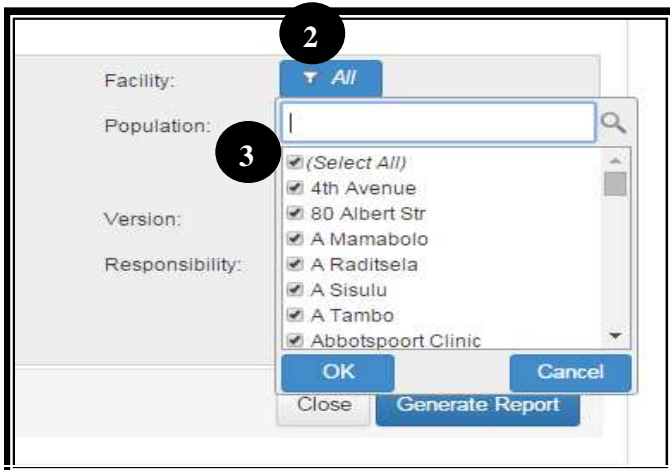 2
Facility: All
Population:
3
(Select All)
4th Avenue
80 Albert Str
A Mamabolo
Version:
A Raditsela
Responsibility:
A Sisulu
A Tambo
Abbotspoort Clinic
OK Cancel
Close Generate Report